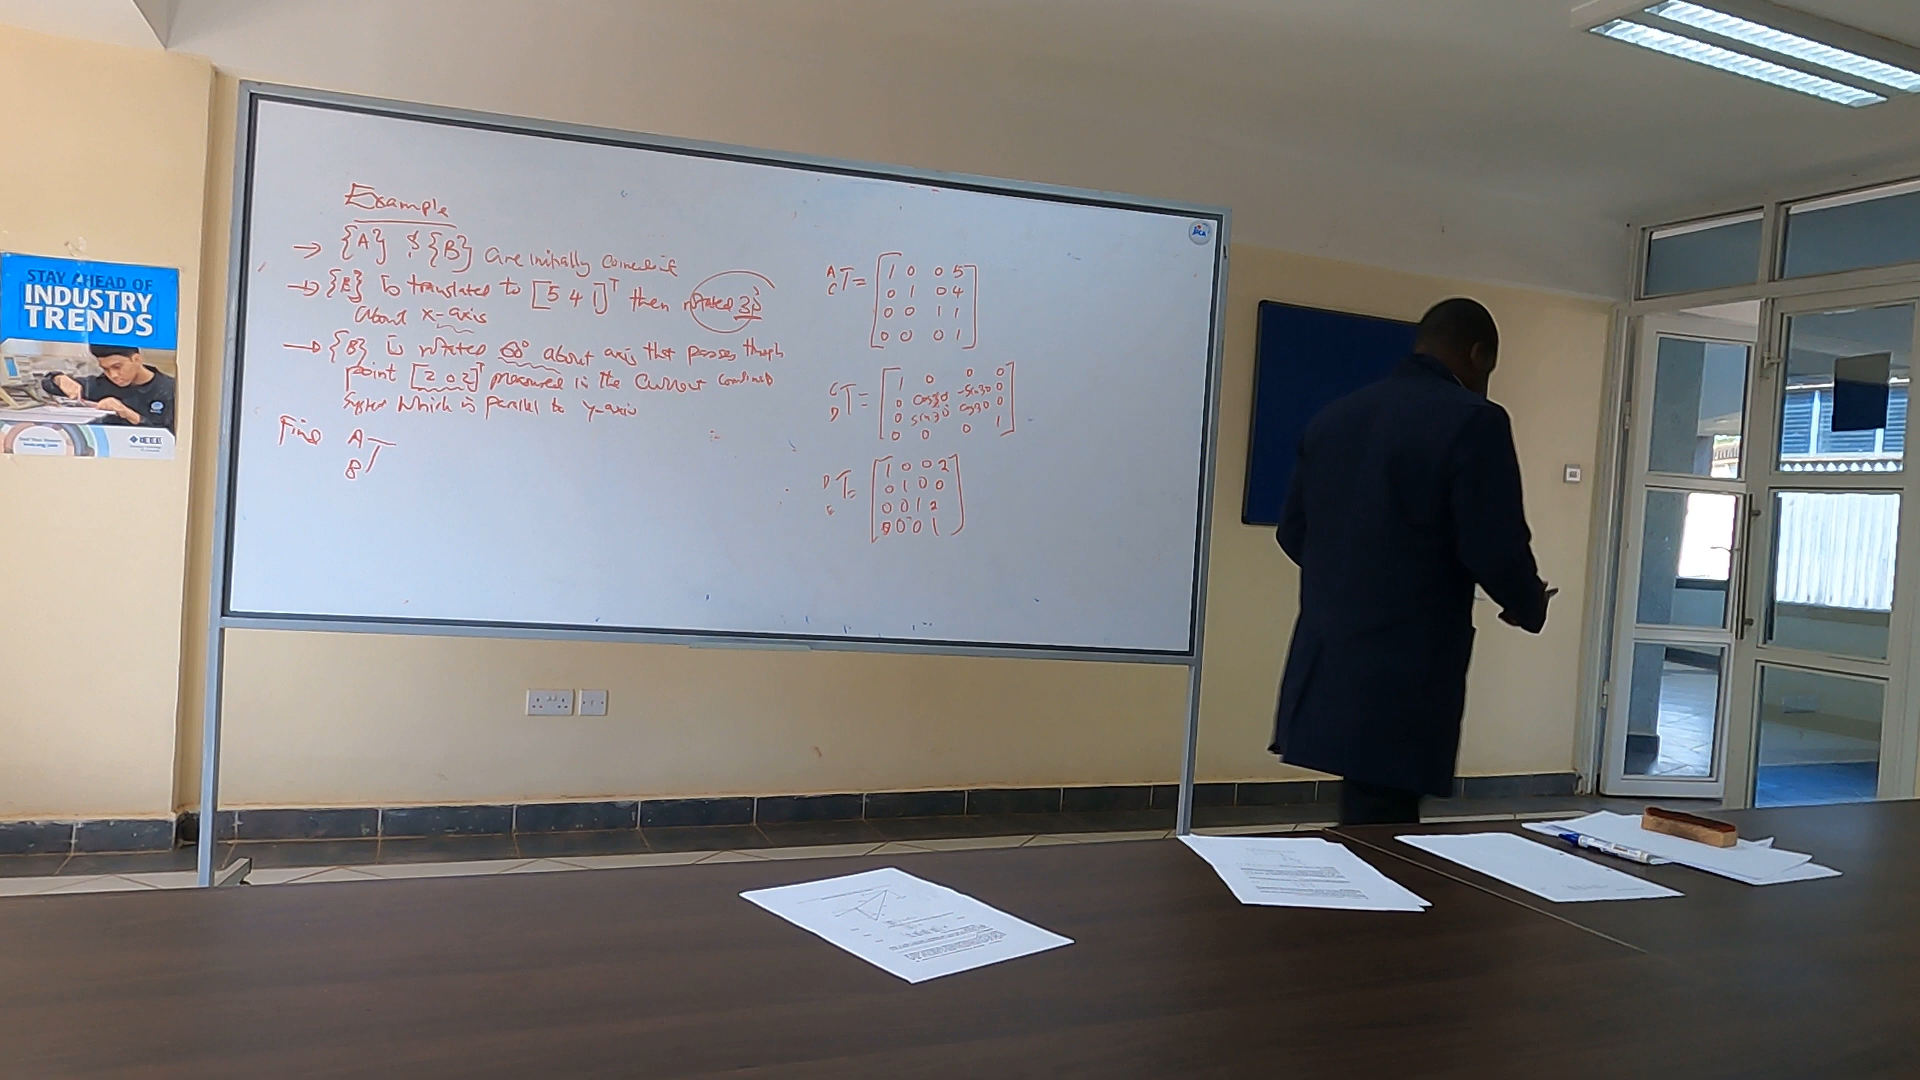 STAY AHEAD OF
INDUSTRY
TRENDS
IEEE
Example
→ {A} & {B} are initially coincident
→ {B} is translated to [5 4 1]ᵀ then rotated 30°
about x-axis
→ {B} is rotated 60° about axis that passes through
point [2 0 2]ᵀ measured in the current combined
system which is parallel to y-axis
Find A
B T
A
C T =
[1 0 0 5
0 1 0 4
0 0 1 1
0 0 0 1]
C
D T =
[1 0 0 0
0 cos30 -sin30 0
0 sin30 cos30 0
0 0 0 1]
D
E T =
[1 0 0 2
0 1 0 0
0 0 1 2
0 0 0 1]
JICA